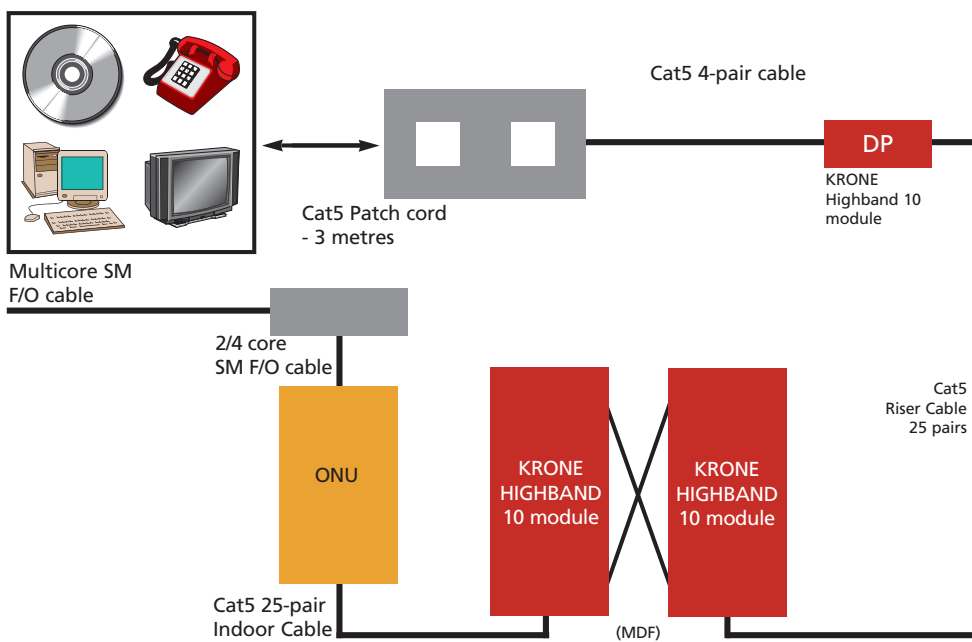 Cat5 4-pair cable
DP
KRONE
Highband 10
module
Cat5 Patch cord
- 3 metres
Multicore SM
F/O cable
2/4 core
SM F/O cable
Cat5
Riser Cable
25 pairs
ONU
KRONE
HIGHBAND
10 module
KRONE
HIGHBAND
10 module
Cat5 25-pair
Indoor Cable
(MDF)